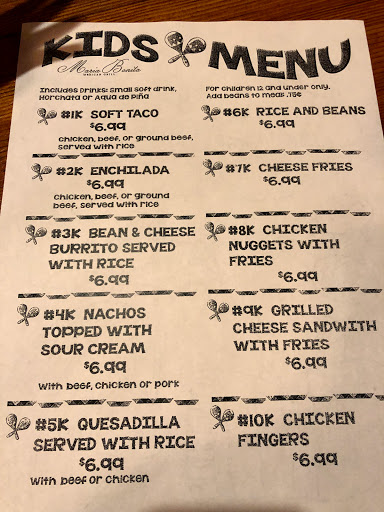 KIDS MENU
Maria Bonita
MEXICAN GRILL
Includes Drinks: Small soft drink,
Horchata or Agua de Piña
#1K SOFT TACO
$6.99
Chicken, beef, or ground beef,
served with rice
#2K ENCHILADA
$6.99
Chicken, beef, or ground
beef, served with rice
#3K BEAN & CHEESE
BURRITO SERVED
WITH RICE
$6.99
#4K NACHOS
TOPPED WITH
SOUR CREAM
$6.99
With beef, chicken or pork
#5K QUESADILLA
SERVED WITH RICE
$6.99
With beef or chicken
For children 12 and under only.
Add beans to meals .75¢
#6K RICE AND BEANS
$6.99
#7K CHEESE FRIES
$6.99
#8K CHICKEN
NUGGETS WITH
FRIES
$6.99
#9K GRILLED
CHEESE SANDWITH
WITH FRIES
$6.99
#10K CHICKEN
FINGERS
$6.99